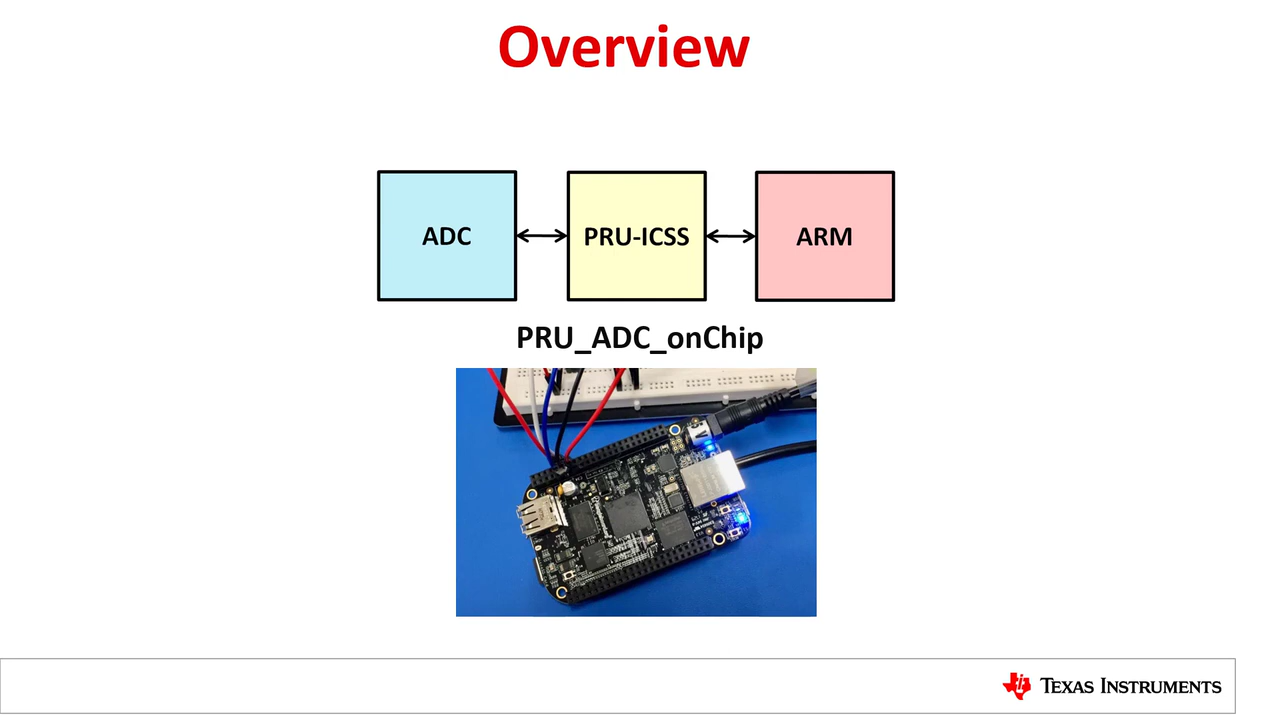 Overview
ADC
PRU-ICSS
ARM
PRU_ADC_onChip
TEXAS INSTRUMENTS